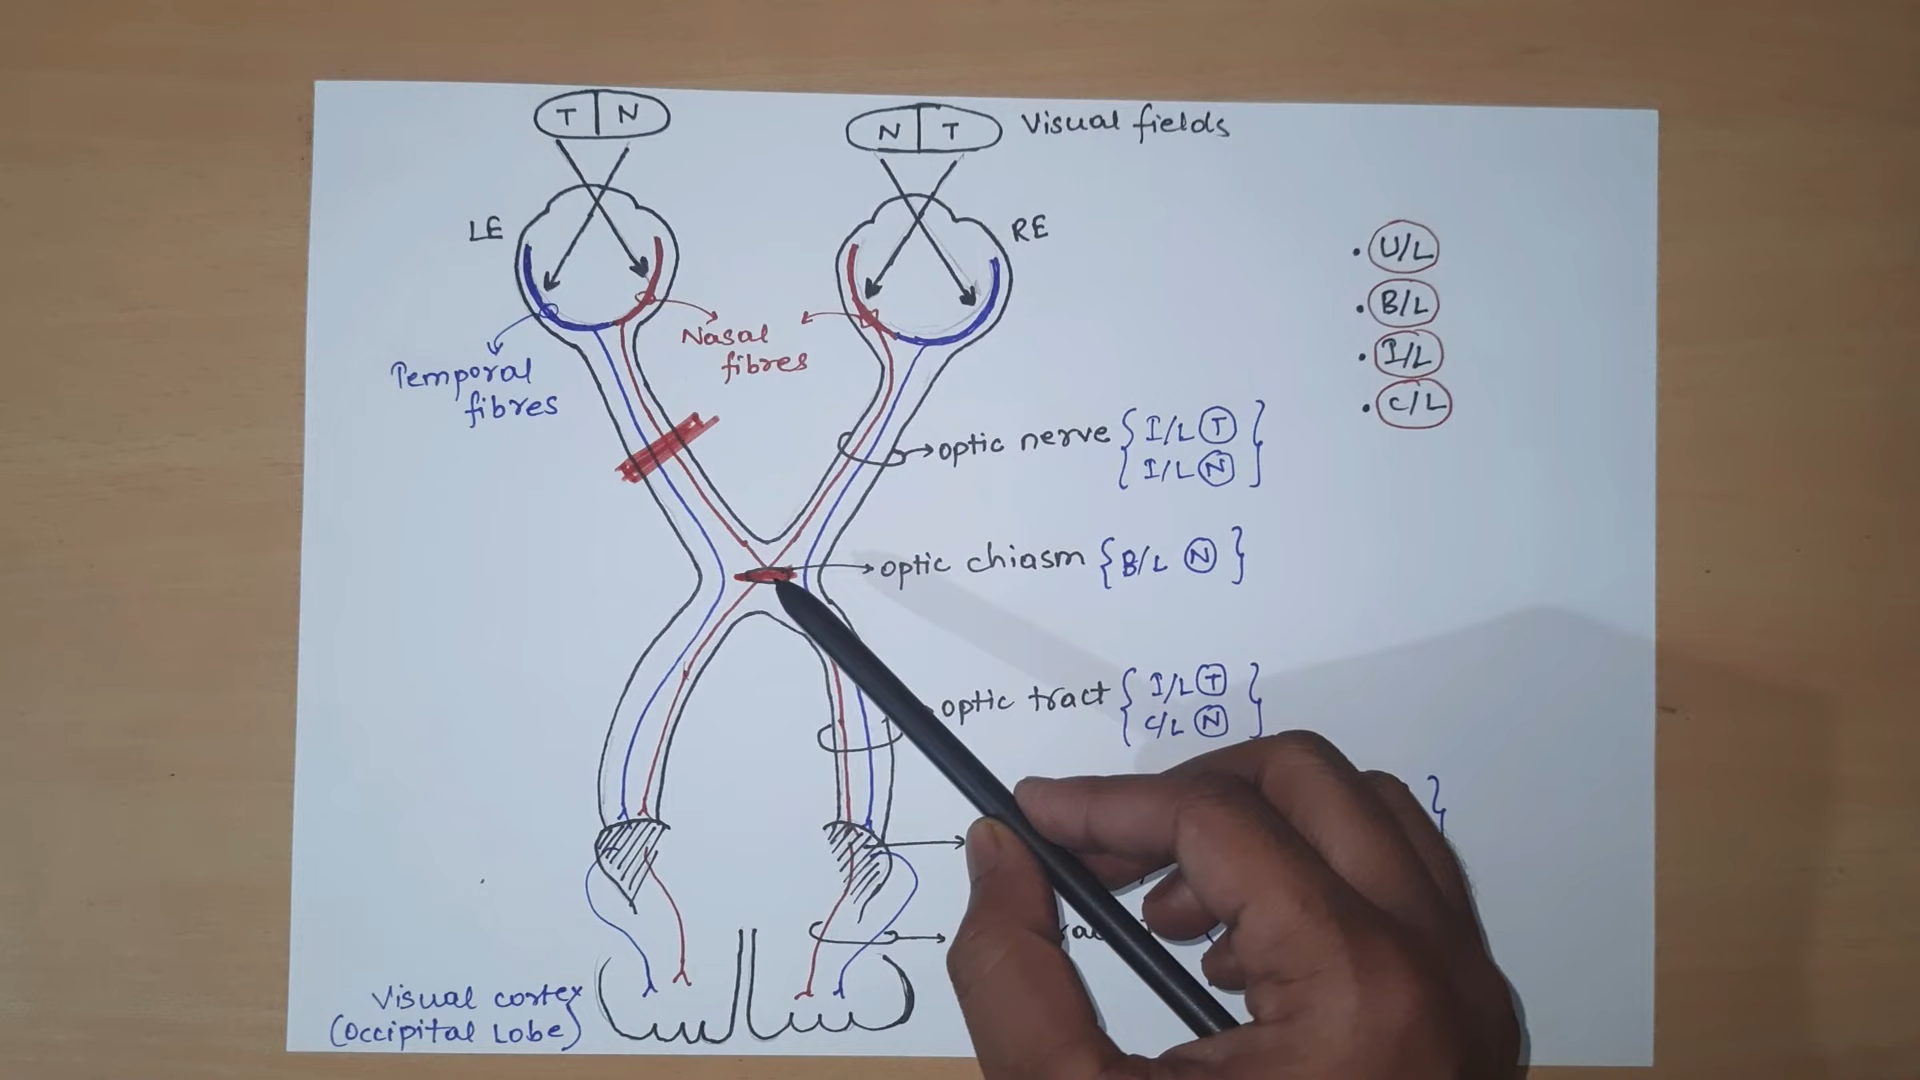 T N
N T
Visual fields
LE
RE
Nasal
fibres
Temporal
fibres
. U/L
. B/L
. I/L
. C/L
optic nerve { I/L T }
{ I/L N }
optic chiasm { B/L N }
optic tract { I/L T }
{ C/L N }
Visual cortex
(Occipital Lobe)